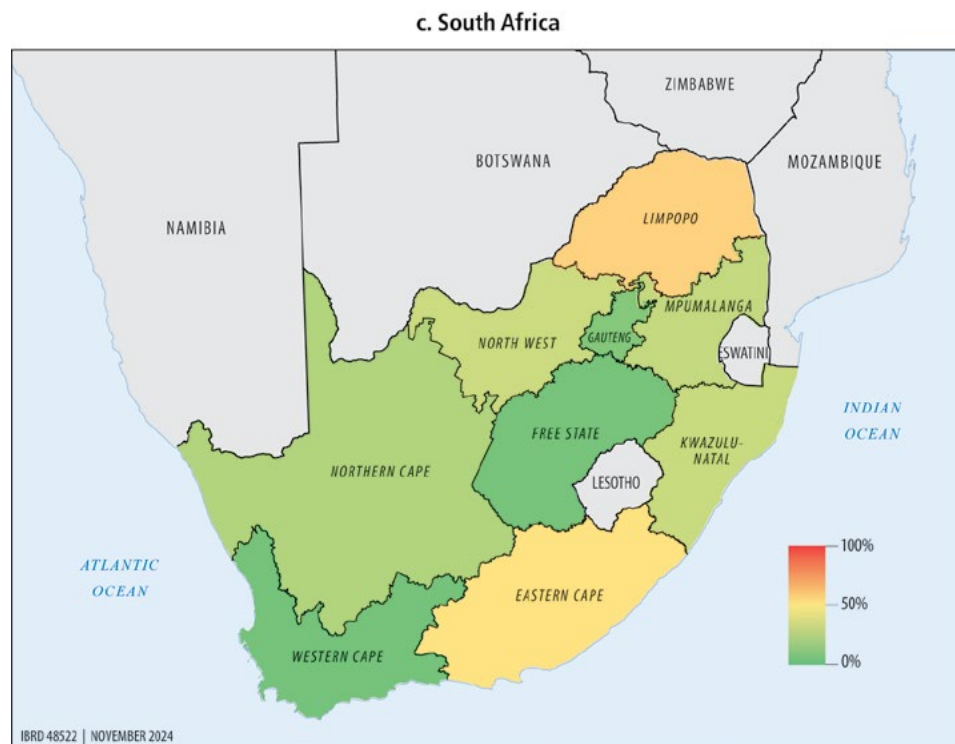 c. South Africa
ZIMBABWE
BOTSWANA
MOZAMBIQUE
NAMIBIA
LIMPOPO
MPUMALANGA
NORTH WEST
GAUTENG
ESWATINI
INDIAN
OCEAN
FREE STATE
KWAZULU-
NATAL
NORTHERN CAPE
LESOTHO
ATLANTIC
OCEAN
100%
EASTERN CAPE
50%
WESTERN CAPE
0%
IBRD 48522 | NOVEMBER 2024